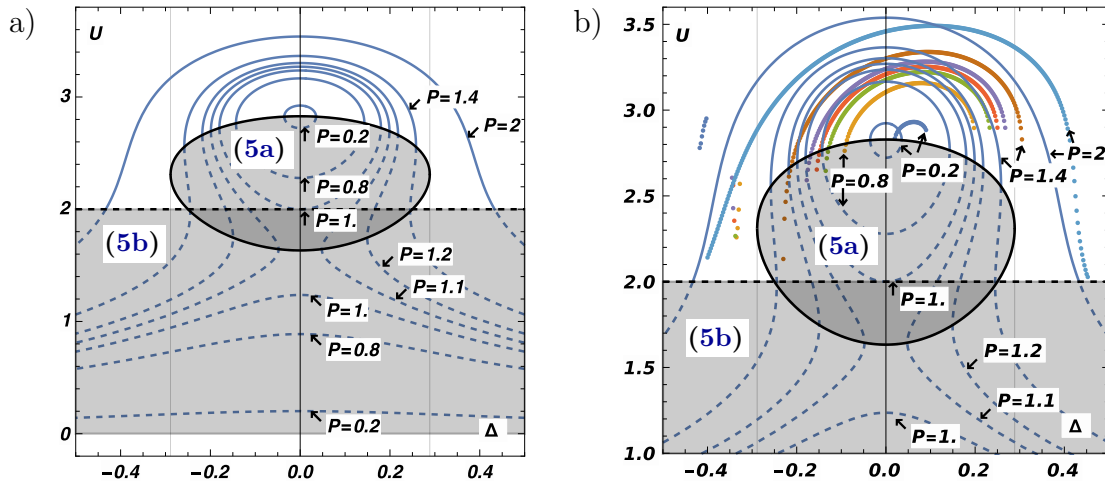 a)
U
3
2
1
0
P=1.4
P=2
P=0.2
(5a)
P=0.8
P=1.
(5b)
P=1.2
P=1.1
P=1.
P=0.8
P=0.2
Δ
−0.4 −0.2 0.0 0.2 0.4
b)
U
3.5
3.0
2.5
2.0
1.5
1.0
P=2
P=0.8
P=0.2
P=1.4
(5a)
P=1.
(5b)
P=1.2
P=1.1
P=1.
Δ
−0.4 −0.2 0.0 0.2 0.4